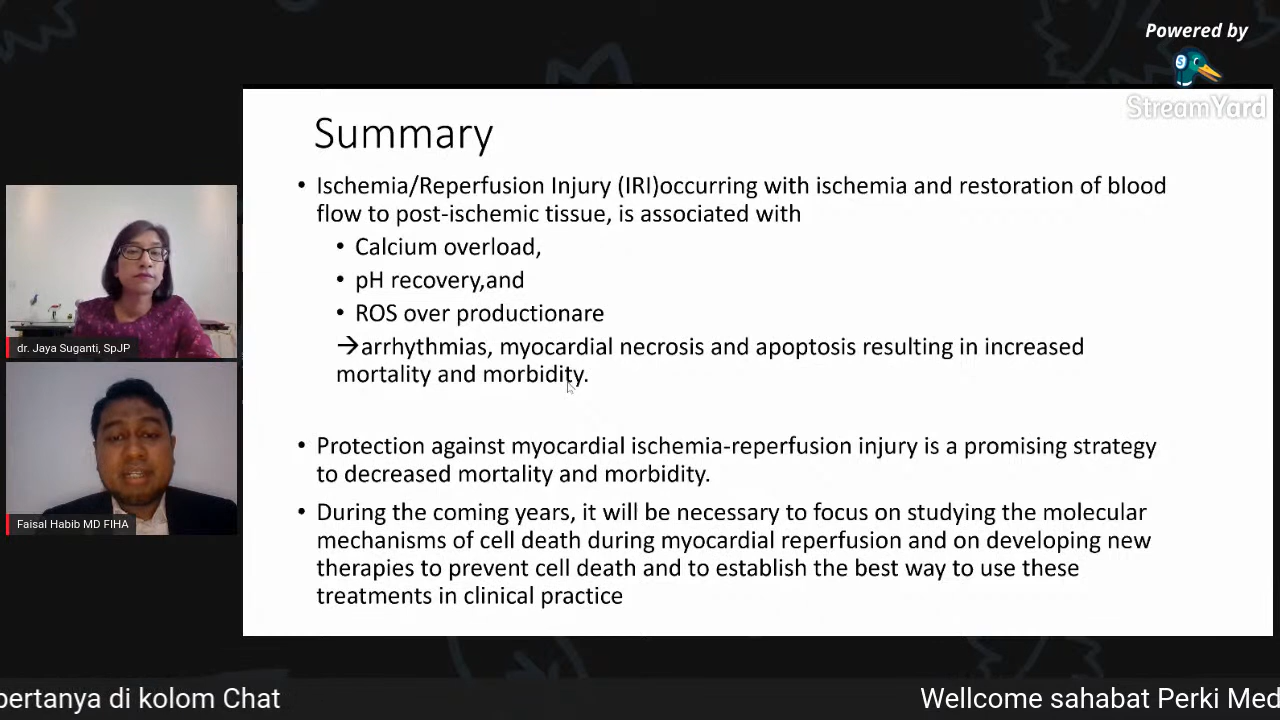 Powered by
StreamYard
Summary
• Ischemia/Reperfusion Injury (IRI)occurring with ischemia and restoration of blood
flow to post-ischemic tissue, is associated with
• Calcium overload,
• pH recovery,and
• ROS over productionare
→arrhythmias, myocardial necrosis and apoptosis resulting in increased
mortality and morbidity.
• Protection against myocardial ischemia-reperfusion injury is a promising strategy
to decreased mortality and morbidity.
• During the coming years, it will be necessary to focus on studying the molecular
mechanisms of cell death during myocardial reperfusion and on developing new
therapies to prevent cell death and to establish the best way to use these
treatments in clinical practice
dr. Jaya Suganti, SpJP
Faisal Habib MD FIHA
bertanya di kolom Chat
Wellcome sahabat Perki Med